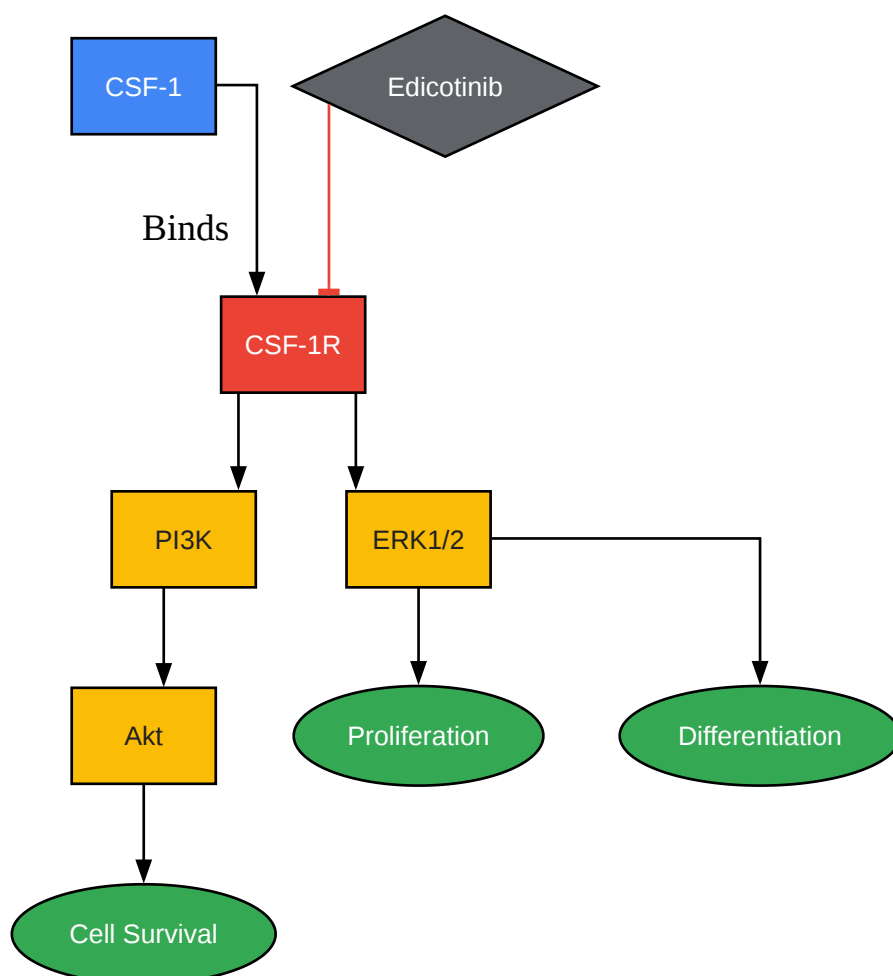 CSF-1
Edicotinib
Binds
CSF-1R
PI3K
ERK1/2
Akt
Proliferation
Differentiation
Cell Survival